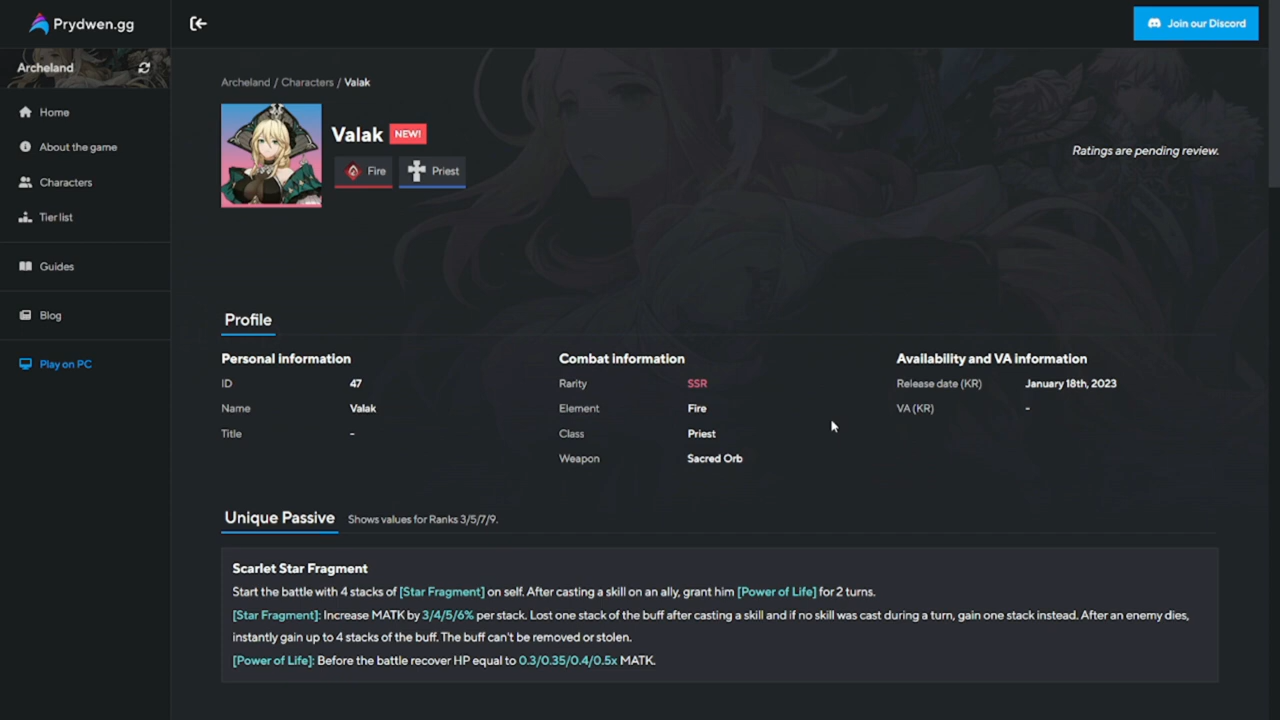 Prydwen.gg
Join our Discord
Archeland
Home
About the game
Characters
Tier list
Guides
Blog
Play on PC
Archeland / Characters / Valak
Valak NEW!
Fire Priest
Ratings are pending review.
Profile
Personal information
ID 47
Name Valak
Title -
Combat information
Rarity SSR
Element Fire
Class Priest
Weapon Sacred Orb
Availability and VA information
Release date (KR) January 18th, 2023
VA (KR) -
Unique Passive Shows values for Ranks 3/5/7/9.
Scarlet Star Fragment
Start the battle with 4 stacks of [Star Fragment] on self. After casting a skill on an ally, grant him [Power of Life] for 2 turns.
[Star Fragment]: Increase MATK by 3/4/5/6% per stack. Lost one stack of the buff after casting a skill and if no skill was cast during a turn, gain one stack instead. After an enemy dies,
instantly gain up to 4 stacks of the buff. The buff can't be removed or stolen.
[Power of Life]: Before the battle recover HP equal to 0.3/0.35/0.4/0.5x MATK.